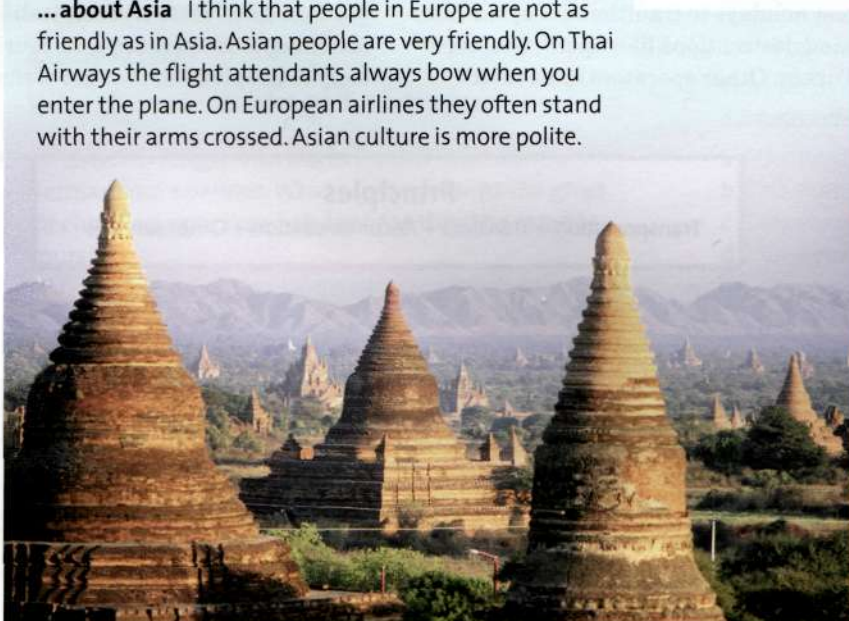 ... about Asia I think that people in Europe are not as
friendly as in Asia. Asian people are very friendly. On Thai
Airways the flight attendants always bow when you
enter the plane. On European airlines they often stand
with their arms crossed. Asian culture is more polite.
Principles